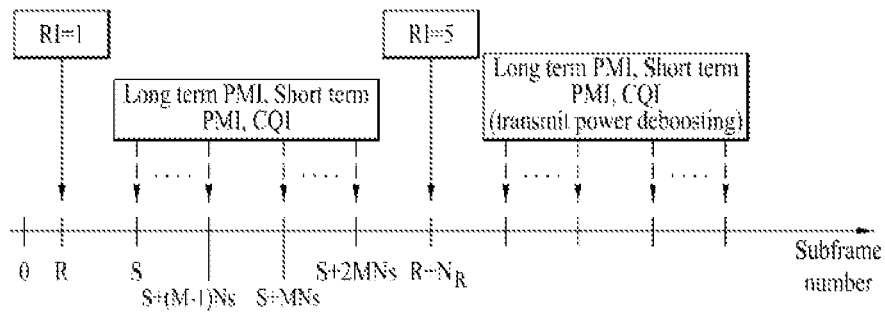 RI=1
RI=5
Long term PMI, Short term
PMI, CQI
Long term PMI, Short term
PMI, CQI
(transmit power deboosting)
0 R S S+2MNs R+NR Subframe
number
S+(M-1)Ns S+MNs